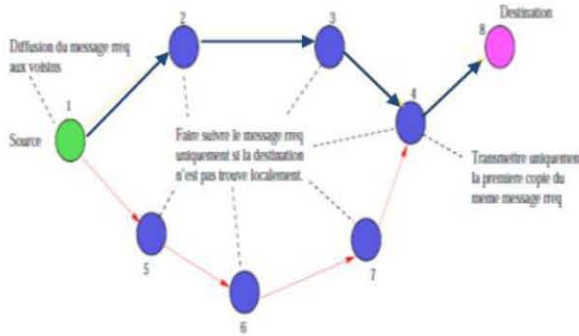 Destination
8
2
3
Diffusion du message rreq
aux voisins
1
Source
4
Faire suivre le message rreq
uniquement si la destination
n'est pas trouve localement.
Transmettre uniquement
la premiere copie du
meme message rreq
5
7
6